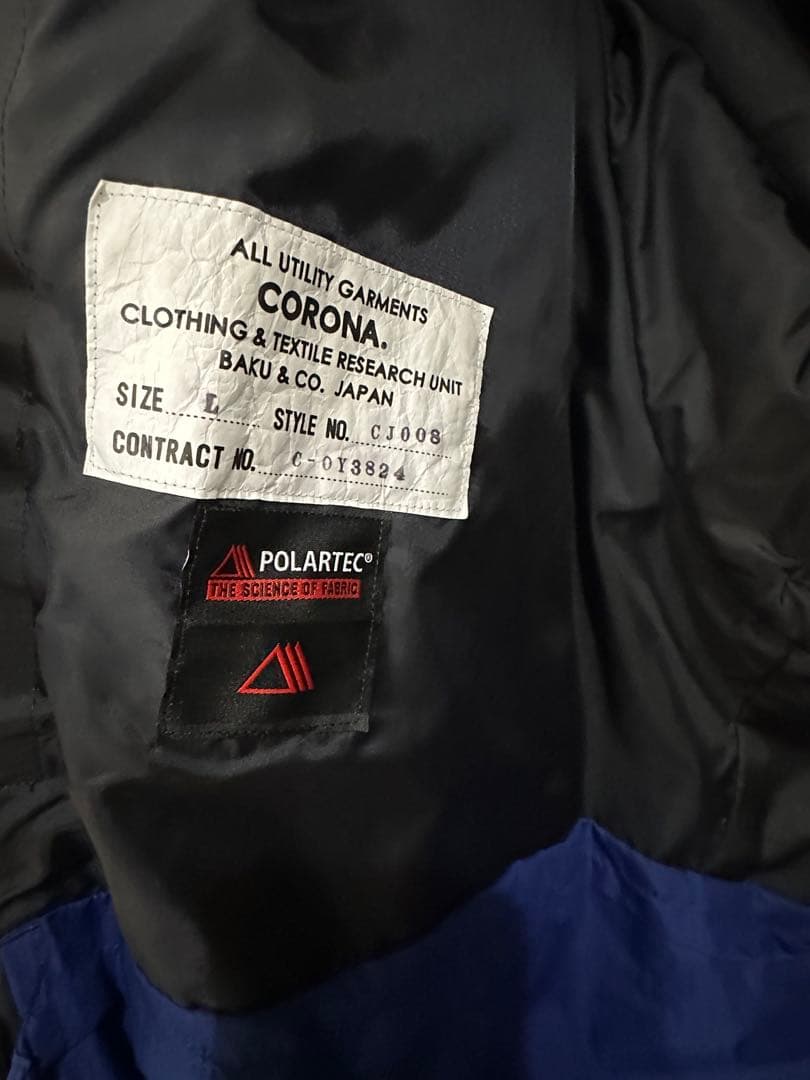 ALL UTILITY GARMENTS
CORONA.
CLOTHING & TEXTILE RESEARCH UNIT
BAKU & CO. JAPAN
SIZE L STYLE NO. CJ008
CONTRACT NO. C-0Y3824
POLARTEC®
THE SCIENCE OF FABRIC